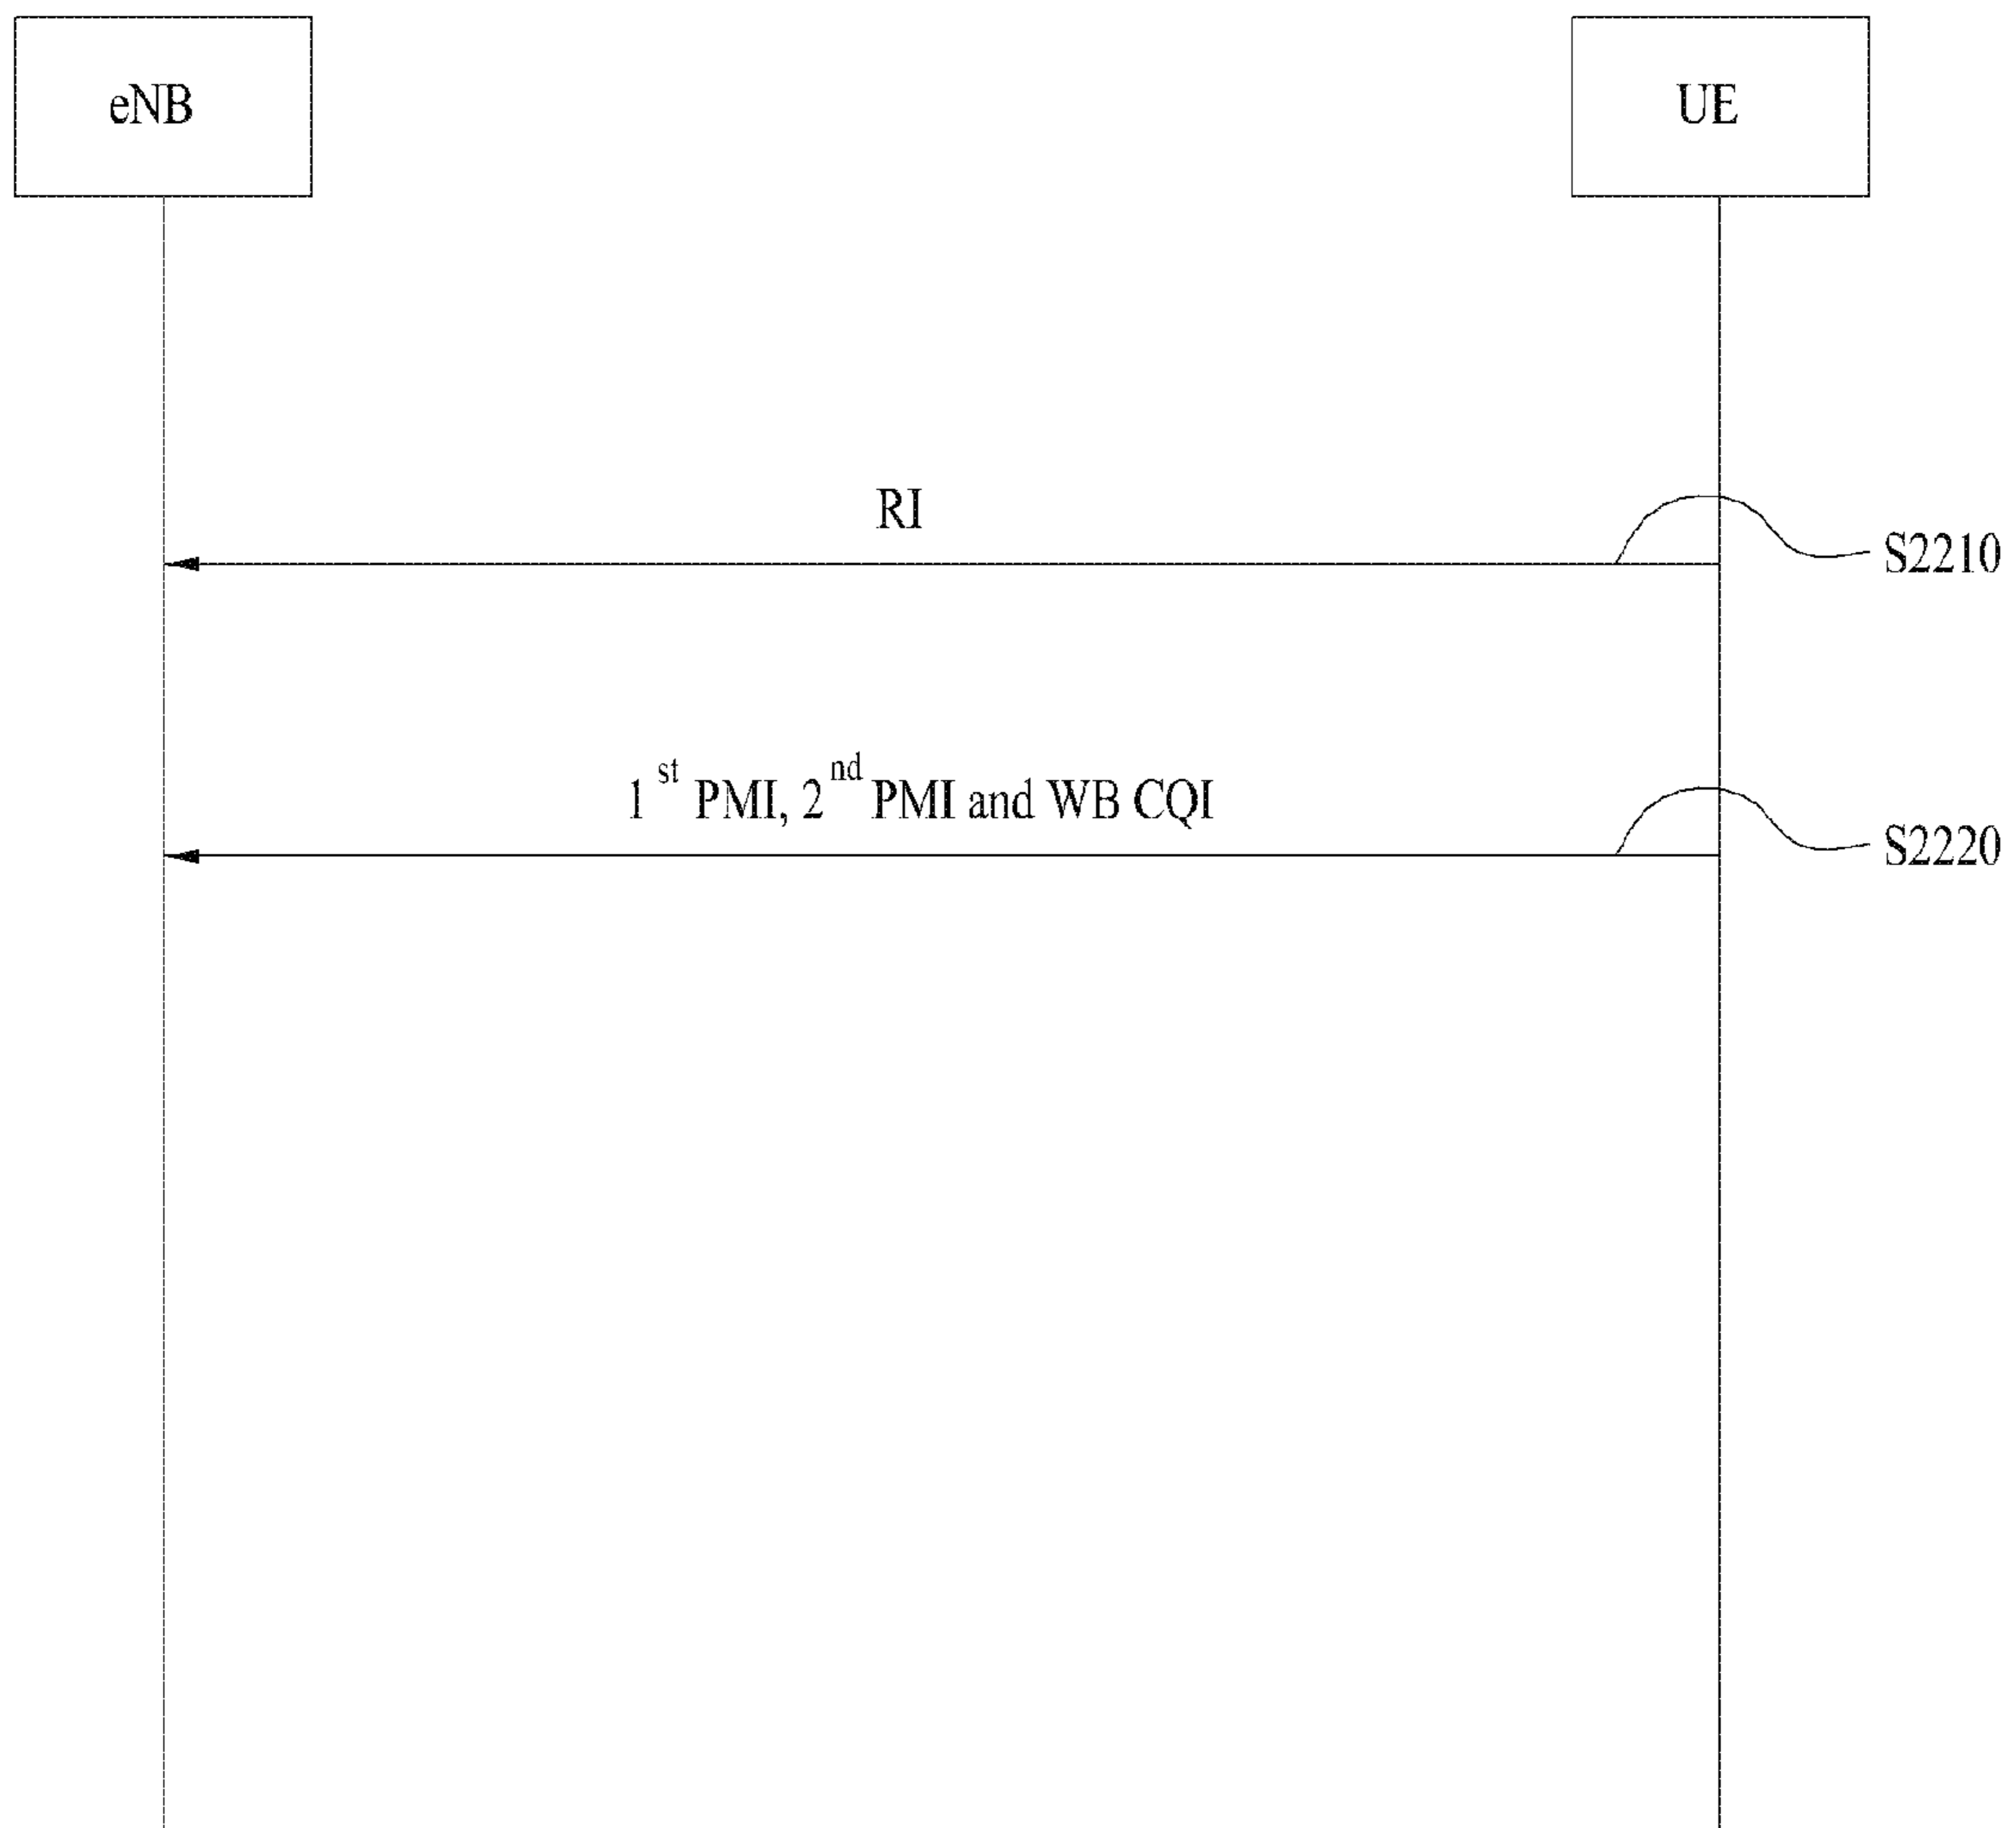 eNB
UE
RI
S2210
1st PMI, 2nd PMI and WB CQI
S2220